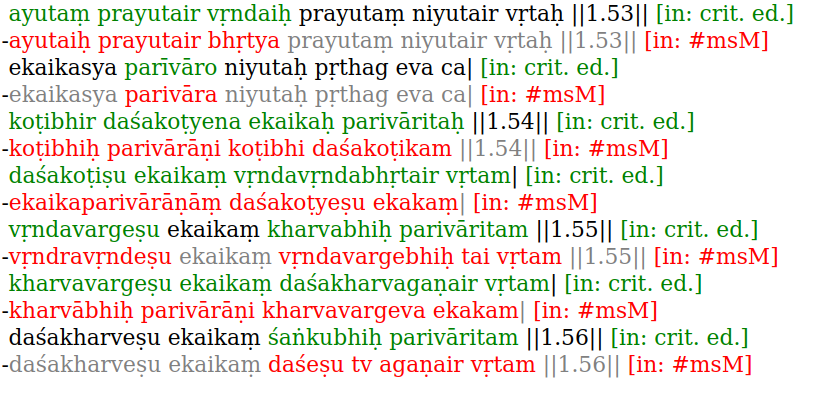 ayutaṃ prayutair vṛndaiḥ prayutaṃ niyutair vṛtaḥ ||1.53|| [in: crit. ed.]
-ayutaiḥ prayutair bhṛtya prayutaṃ niyutair vṛtaḥ ||1.53|| [in: #msM]
ekaikasya parīvāro niyutaḥ pṛthag eva ca| [in: crit. ed.]
-ekaikasya parivāra niyutaḥ pṛthag eva ca| [in: #msM]
koṭibhir daśakoṭyena ekaikaḥ parivāritaḥ ||1.54|| [in: crit. ed.]
-koṭibhiḥ parivārāṇi koṭibhi daśakoṭikam ||1.54|| [in: #msM]
daśakoṭiṣu ekaikaṃ vṛndavṛndabhṛtair vṛtam| [in: crit. ed.]
-ekaikaparivārāṇāṃ daśakoṭyeṣu ekakaṃ| [in: #msM]
vṛndavargeṣu ekaikaṃ kharvabhiḥ parivāritam ||1.55|| [in: crit. ed.]
-vṛndravṛndeṣu ekaikaṃ vṛndavargebhiḥ tai vṛtam ||1.55|| [in: #msM]
kharvavargeṣu ekaikaṃ daśakharvagaṇair vṛtam| [in: crit. ed.]
-kharvābhiḥ parivārāṇi kharvavargeva ekakam| [in: #msM]
daśakharveṣu ekaikaṃ śaṅkubhiḥ parivāritam ||1.56|| [in: crit. ed.]
-daśakharveṣu ekaikaṃ daśeṣu tv agaṇair vṛtam ||1.56|| [in: #msM]